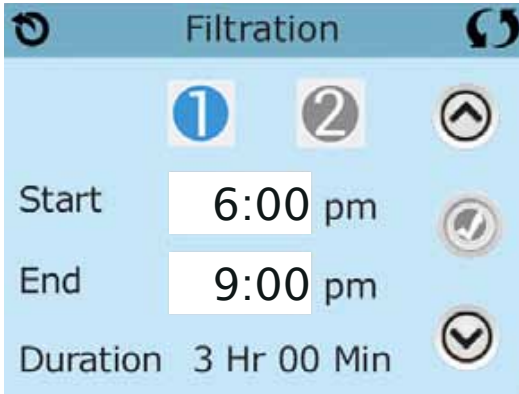 Filtration
1 2
Start 6:00 pm
End 9:00 pm
Duration 3 Hr 00 Min